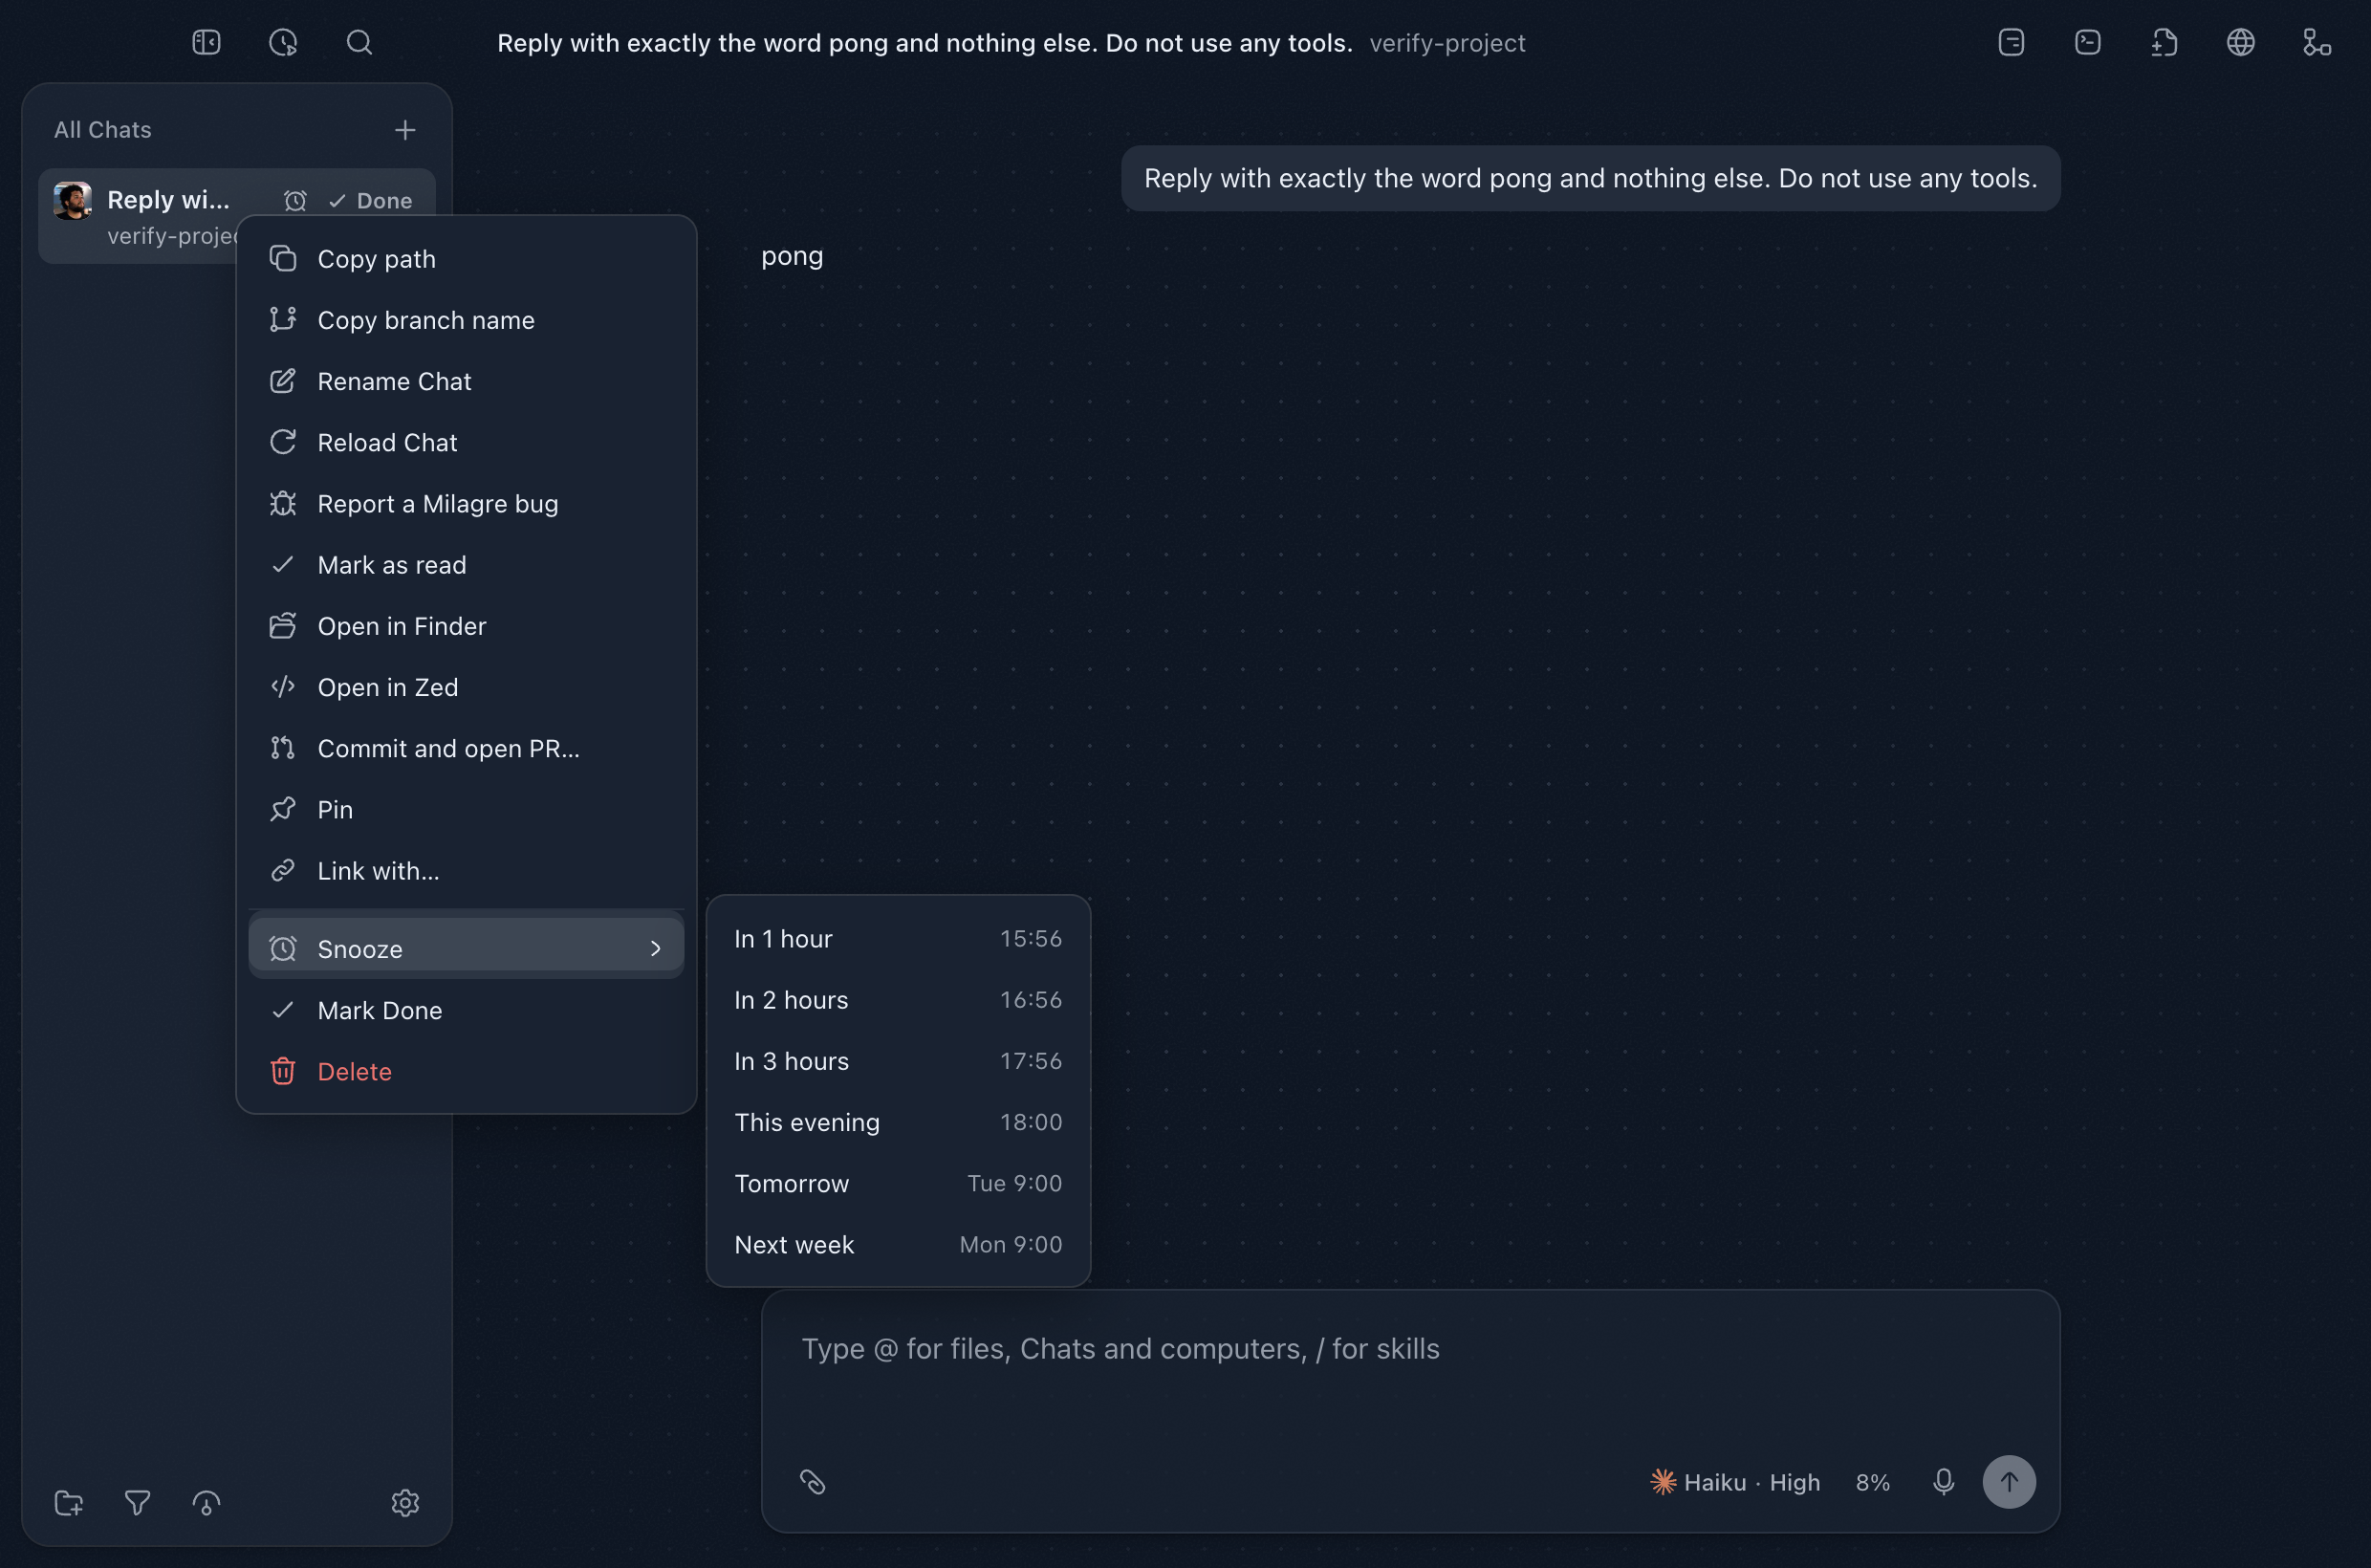 Reply with exactly the word pong and nothing else. Do not use any tools. verify-project
All Chats
Reply wi... Done
verify-projec
Reply with exactly the word pong and nothing else. Do not use any tools.
pong
Copy path
Copy branch name
Rename Chat
Reload Chat
Report a Milagre bug
Mark as read
Open in Finder
Open in Zed
Commit and open PR...
Pin
Link with...
Snooze
Mark Done
Delete
In 1 hour 15:56
In 2 hours 16:56
In 3 hours 17:56
This evening 18:00
Tomorrow Tue 9:00
Next week Mon 9:00
Type @ for files, Chats and computers, / for skills
Haiku · High 8%